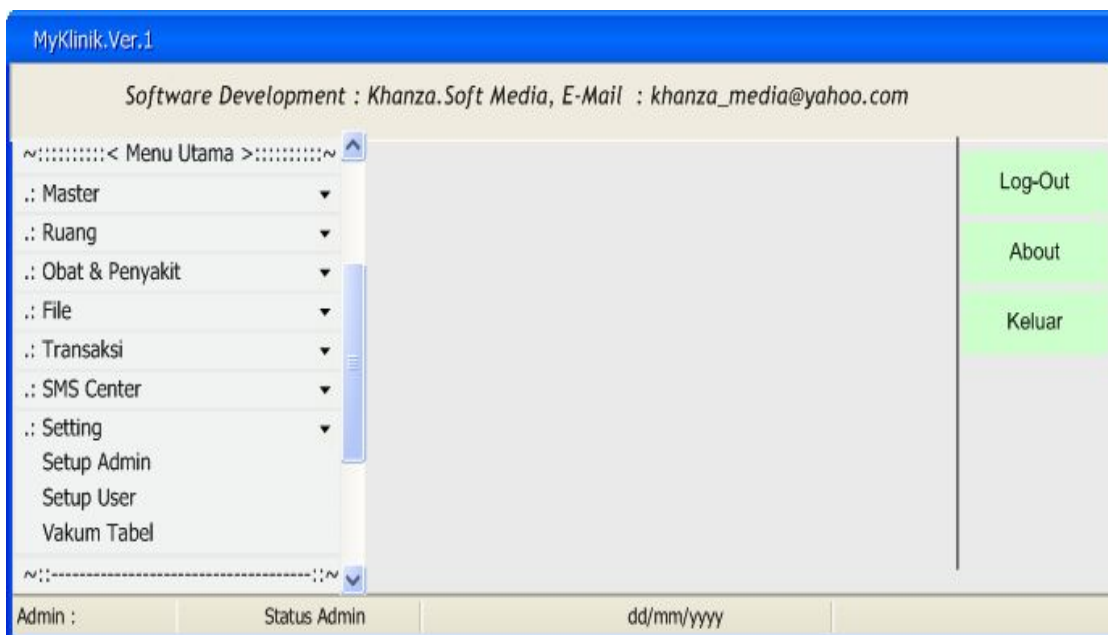 MyKlinik.Ver.1
Software Development : Khanza.Soft Media, E-Mail : khanza_media@yahoo.com
~::::::::::< Menu Utama >::::::::::~
.: Master
.: Ruang
.: Obat & Penyakit
.: File
.: Transaksi
.: SMS Center
.: Setting
Setup Admin
Setup User
Vakum Tabel
~::-------------------------------------::~
Log-Out
About
Keluar
Admin : Status Admin dd/mm/yyyy